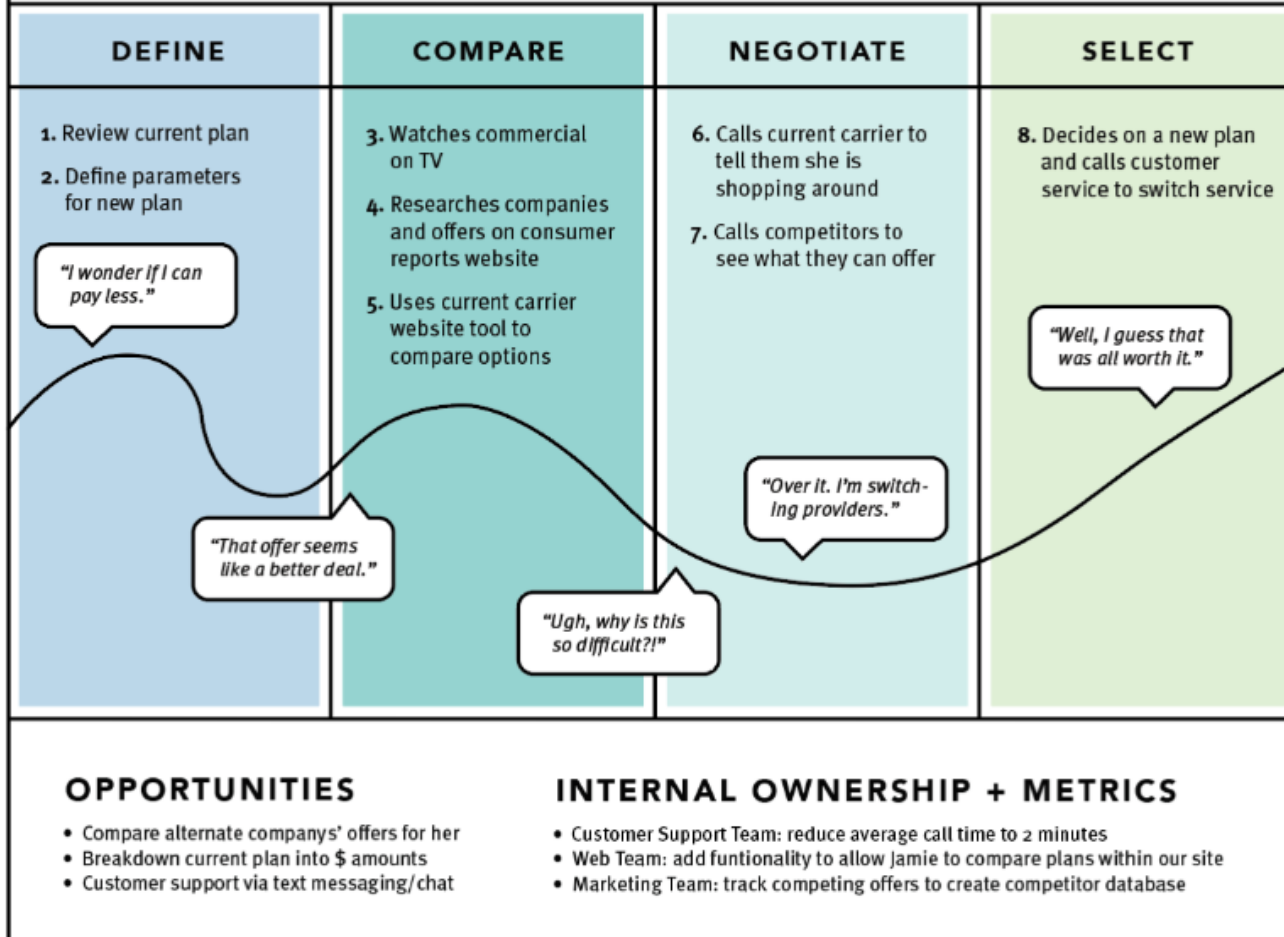 DEFINE
1. Review current plan
2. Define parameters
for new plan
“I wonder if I can
pay less.”
“That offer seems
like a better deal.”
COMPARE
3. Watches commercial
on TV
4. Researches companies
and offers on consumer
reports website
5. Uses current carrier
website tool to
compare options
“Ugh, why is this
so difficult?!”
NEGOTIATE
6. Calls current carrier to
tell them she is
shopping around
7. Calls competitors to
see what they can offer
“Over it. I’m switch-
ing providers.”
SELECT
8. Decides on a new plan
and calls customer
service to switch service
“Well, I guess that
was all worth it.”
OPPORTUNITIES
• Compare alternate companys’ offers for her
• Breakdown current plan into $ amounts
• Customer support via text messaging/chat
INTERNAL OWNERSHIP + METRICS
• Customer Support Team: reduce average call time to 2 minutes
• Web Team: add funtionality to allow Jamie to compare plans within our site
• Marketing Team: track competing offers to create competitor database